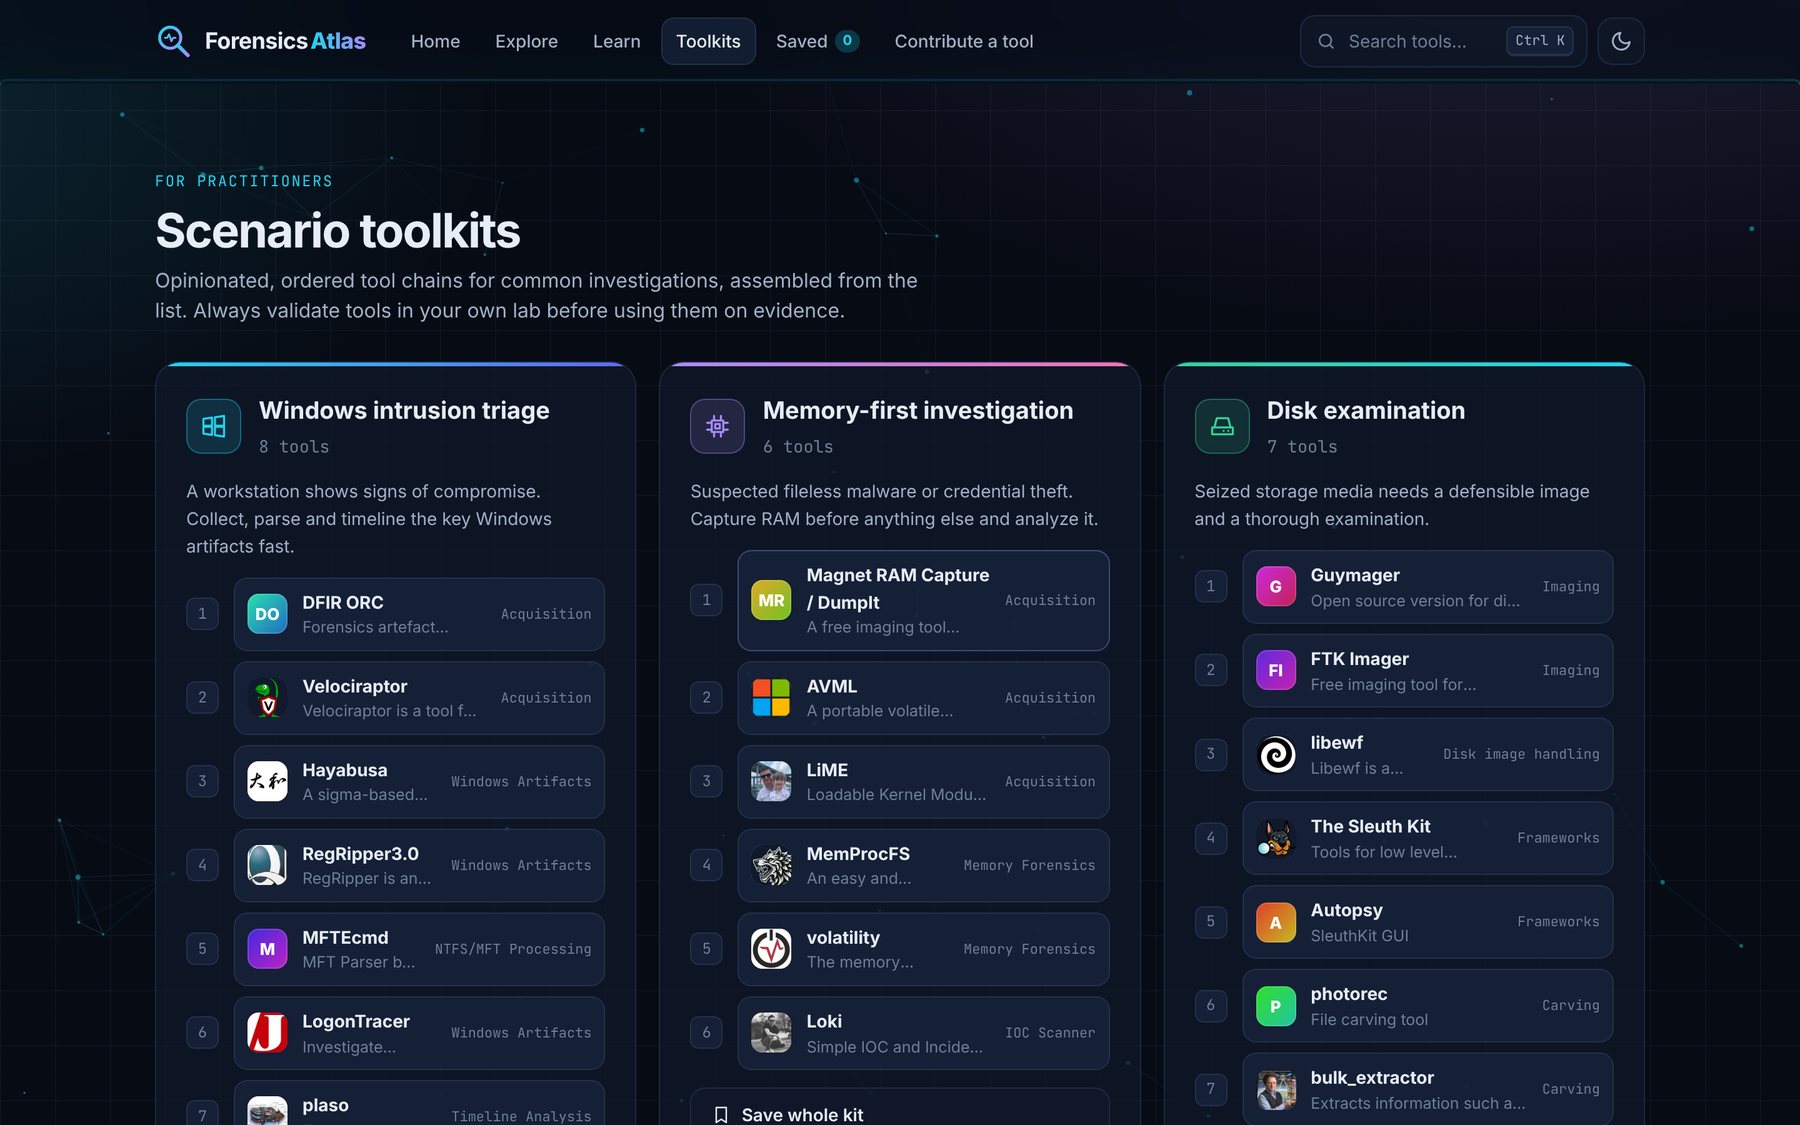 ForensicsAtlas
Home
Explore
Learn
Toolkits
Saved 0
Contribute a tool
Search tools...
Ctrl K
FOR PRACTITIONERS
Scenario toolkits
Opinionated, ordered tool chains for common investigations, assembled from the
list. Always validate tools in your own lab before using them on evidence.
Windows intrusion triage
8 tools
A workstation shows signs of compromise.
Collect, parse and timeline the key Windows
artifacts fast.
1
DO
DFIR ORC
Forensics artefact...
Acquisition
2
V
Velociraptor
Velociraptor is a tool f...
Acquisition
3
大和
Hayabusa
A sigma-based...
Windows Artifacts
4
RegRipper3.0
RegRipper is an...
Windows Artifacts
5
M
MFTEcmd
MFT Parser b...
NTFS/MFT Processing
6
LogonTracer
Investigate...
Windows Artifacts
7
plaso
Timeline Analysis
Memory-first investigation
6 tools
Suspected fileless malware or credential theft.
Capture RAM before anything else and analyze it.
1
MR
Magnet RAM Capture
/ DumpIt
A free imaging tool...
Acquisition
2
AVML
A portable volatile...
Acquisition
3
LiME
Loadable Kernel Modu...
Acquisition
4
MemProcFS
An easy and...
Memory Forensics
5
volatility
The memory...
Memory Forensics
6
Loki
Simple IOC and Incide...
IOC Scanner
Save whole kit
Disk examination
7 tools
Seized storage media needs a defensible image
and a thorough examination.
1
G
Guymager
Open source version for di...
Imaging
2
FI
FTK Imager
Free imaging tool for...
Imaging
3
libewf
Libewf is a...
Disk image handling
4
The Sleuth Kit
Tools for low level...
Frameworks
5
A
Autopsy
SleuthKit GUI
Frameworks
6
P
photorec
File carving tool
Carving
7
bulk_extractor
Extracts information such a...
Carving